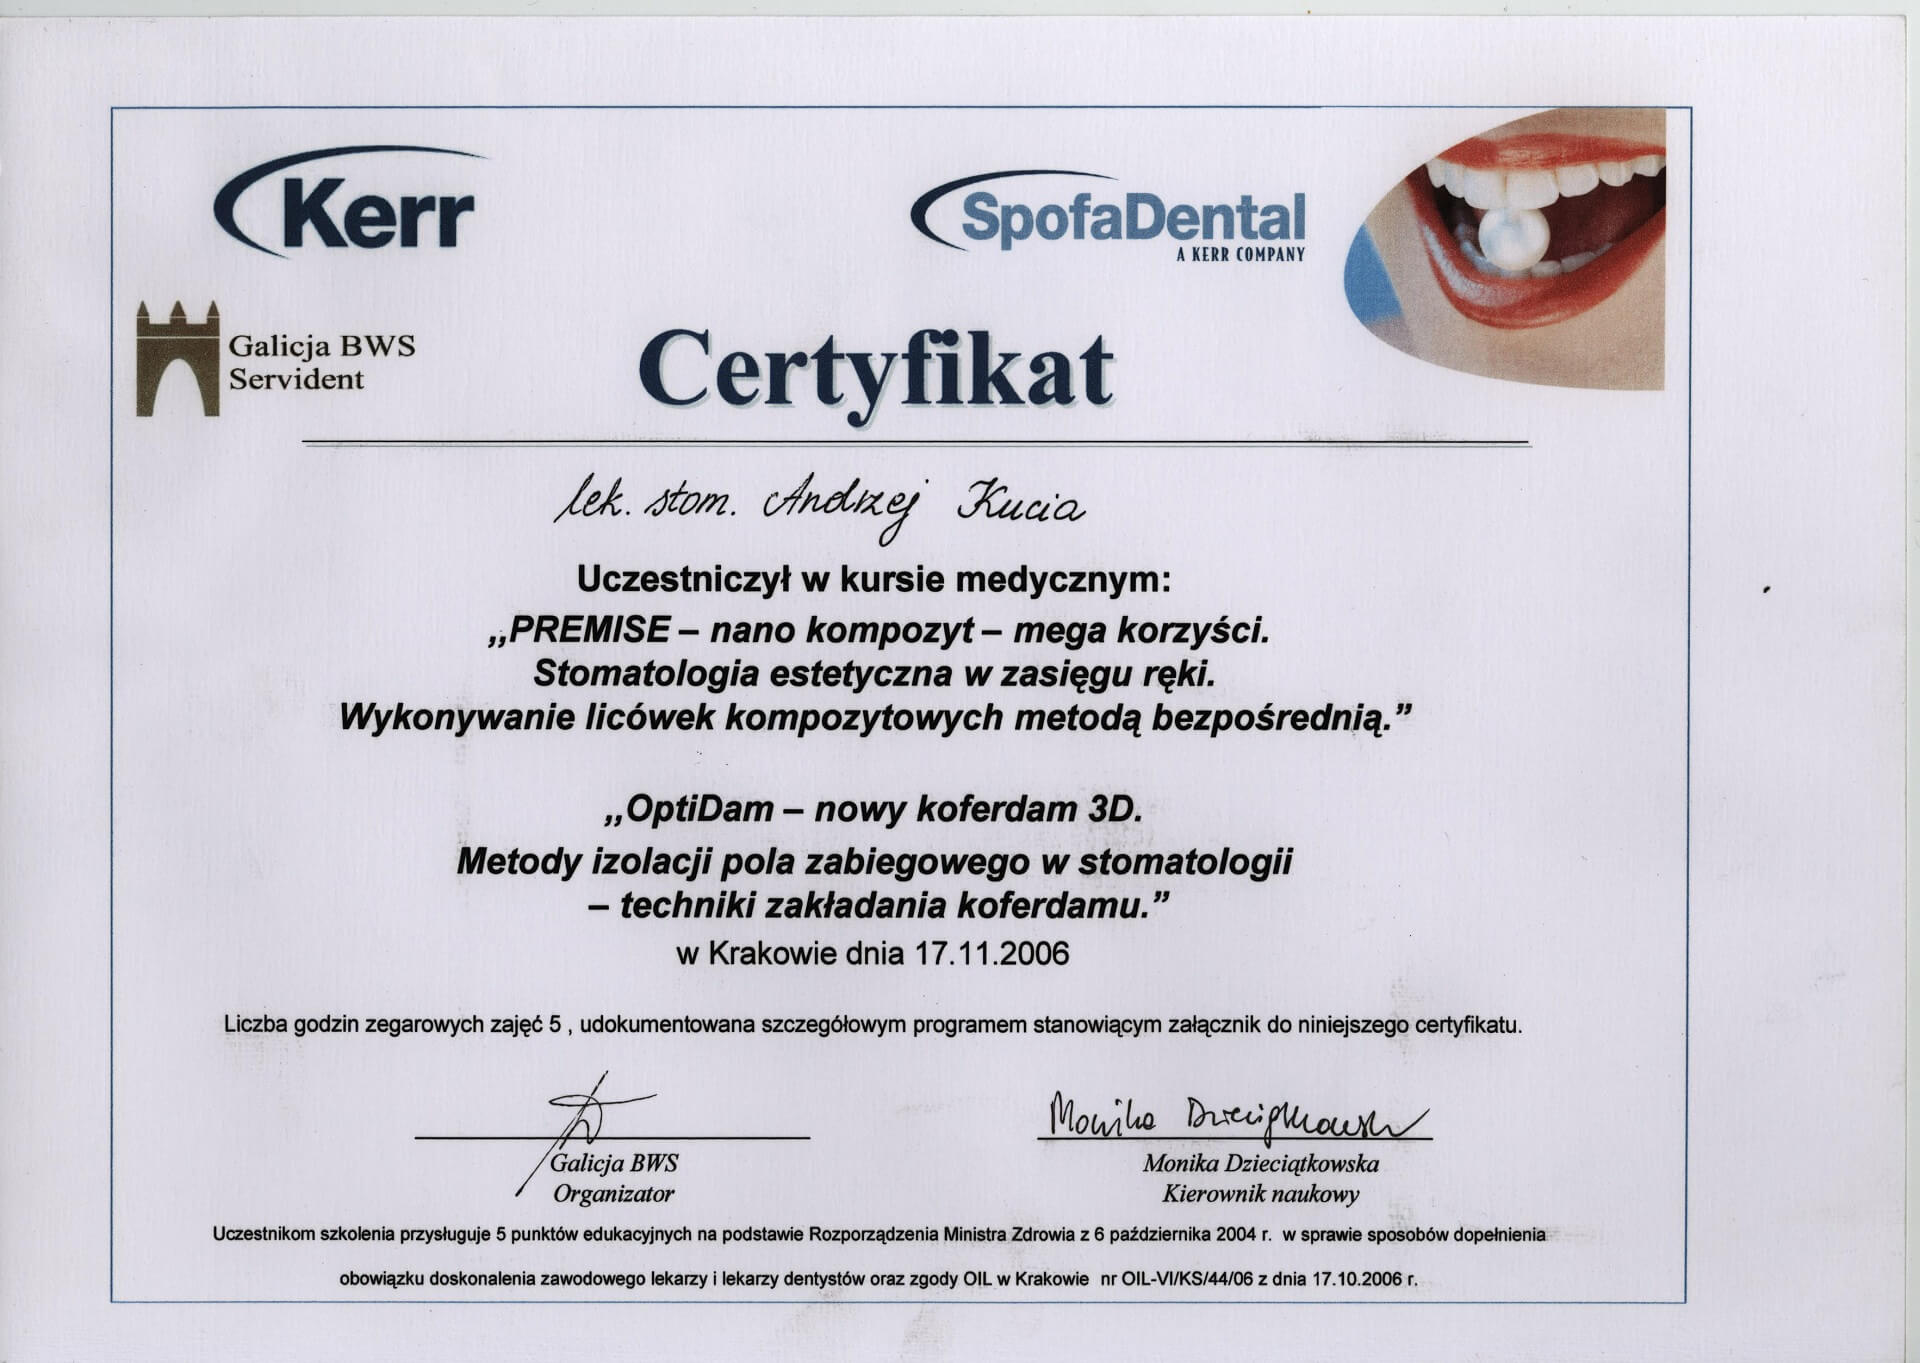 Kerr
SpofaDental
A KERR COMPANY
Galicja BWS
Servident
Certyfikat
lek. stom. Andrzej Kucia
Uczestniczył w kursie medycznym:
,,PREMISE – nano kompozyt – mega korzyści.
Stomatologia estetyczna w zasięgu ręki.
Wykonywanie licówek kompozytowych metodą bezpośrednią.”
,,OptiDam – nowy koferdam 3D.
Metody izolacji pola zabiegowego w stomatologii
– techniki zakładania koferdamu.”
w Krakowie dnia 17.11.2006
Liczba godzin zegarowych zajęć 5 , udokumentowana szczegółowym programem stanowiącym załącznik do niniejszego certyfikatu.
Monika Dzieciątkowska
Galicja BWS
Organizator
Monika Dzieciątkowska
Kierownik naukowy
Uczestnikom szkolenia przysługuje 5 punktów edukacyjnych na podstawie Rozporządzenia Ministra Zdrowia z 6 października 2004 r. w sprawie sposobów dopełnienia
obowiązku doskonalenia zawodowego lekarzy i lekarzy dentystów oraz zgody OIL w Krakowie nr OIL-VI/KS/44/06 z dnia 17.10.2006 r.